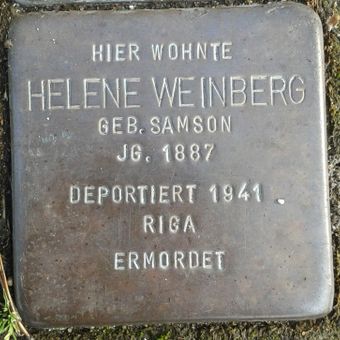 HIER WOHNTE
HELENE WEINBERG
GEB. SAMSON
JG. 1887
DEPORTIERT 1941
RIGA
ERMORDET